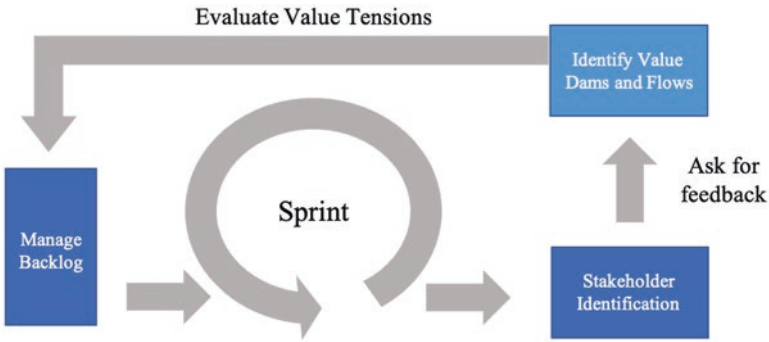 Evaluate Value Tensions
Identify Value
Dams and Flows
Ask for
feedback
Sprint
Manage
Backlog
Stakeholder
Identification